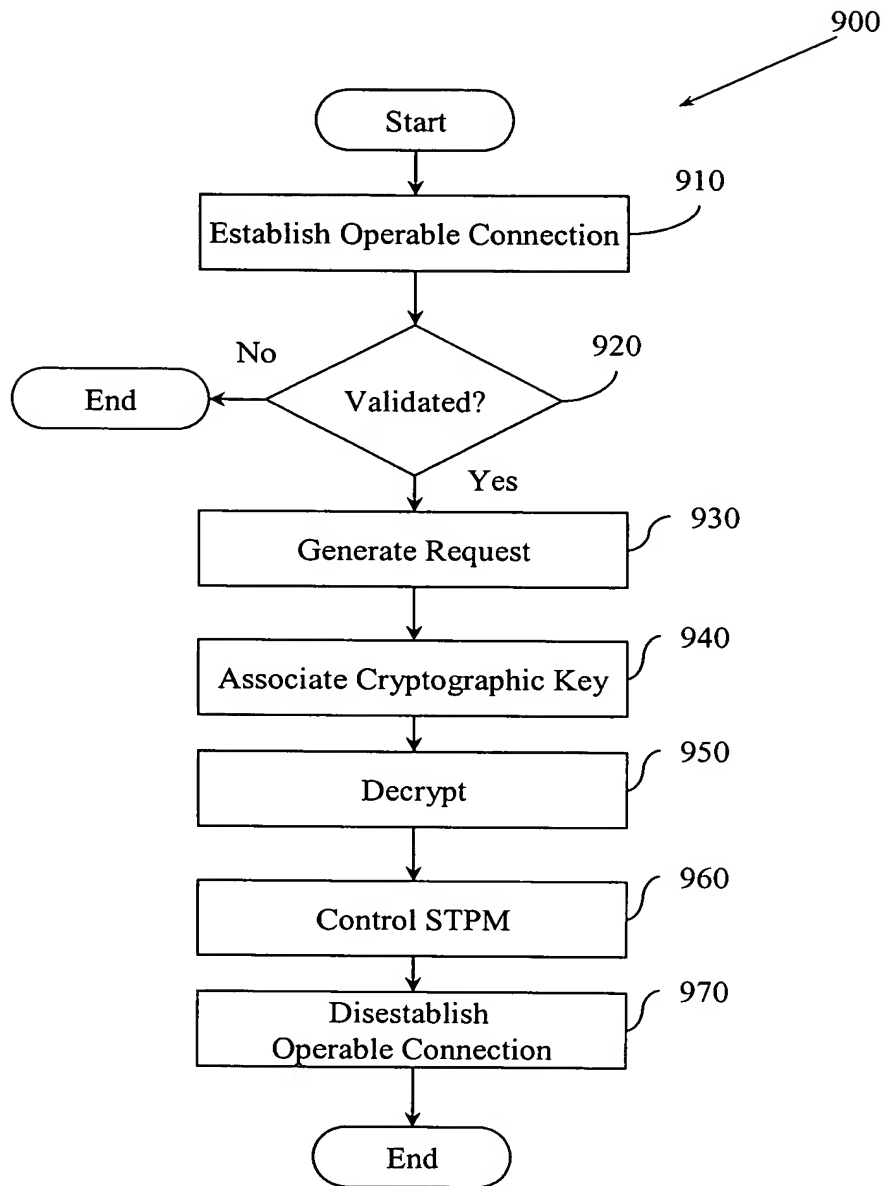 900
Start
910
Establish Operable Connection
No
920
End
Validated?
Yes
930
Generate Request
940
Associate Cryptographic Key
950
Decrypt
960
Control STPM
970
Disestablish
Operable Connection
End